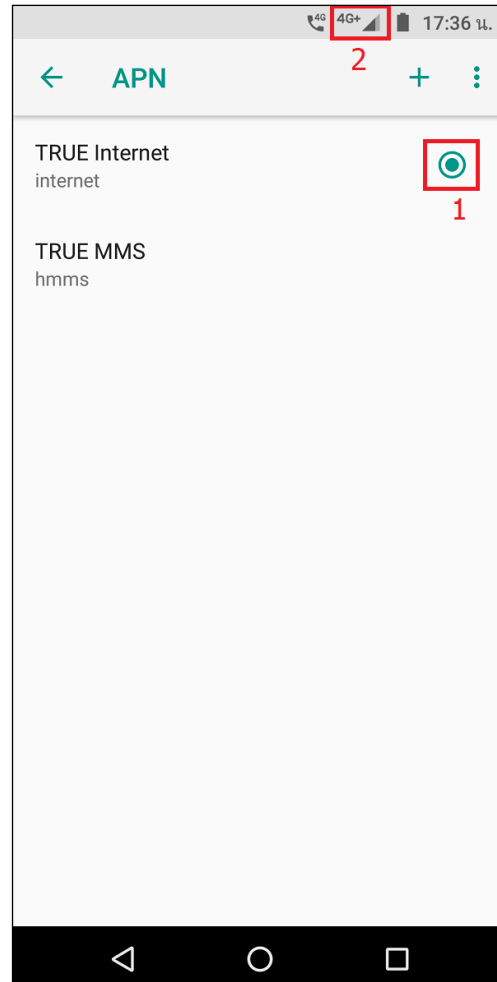 4G 4G+ 17:36 น.
2
APN
TRUE Internet
internet
1
TRUE MMS
hmms